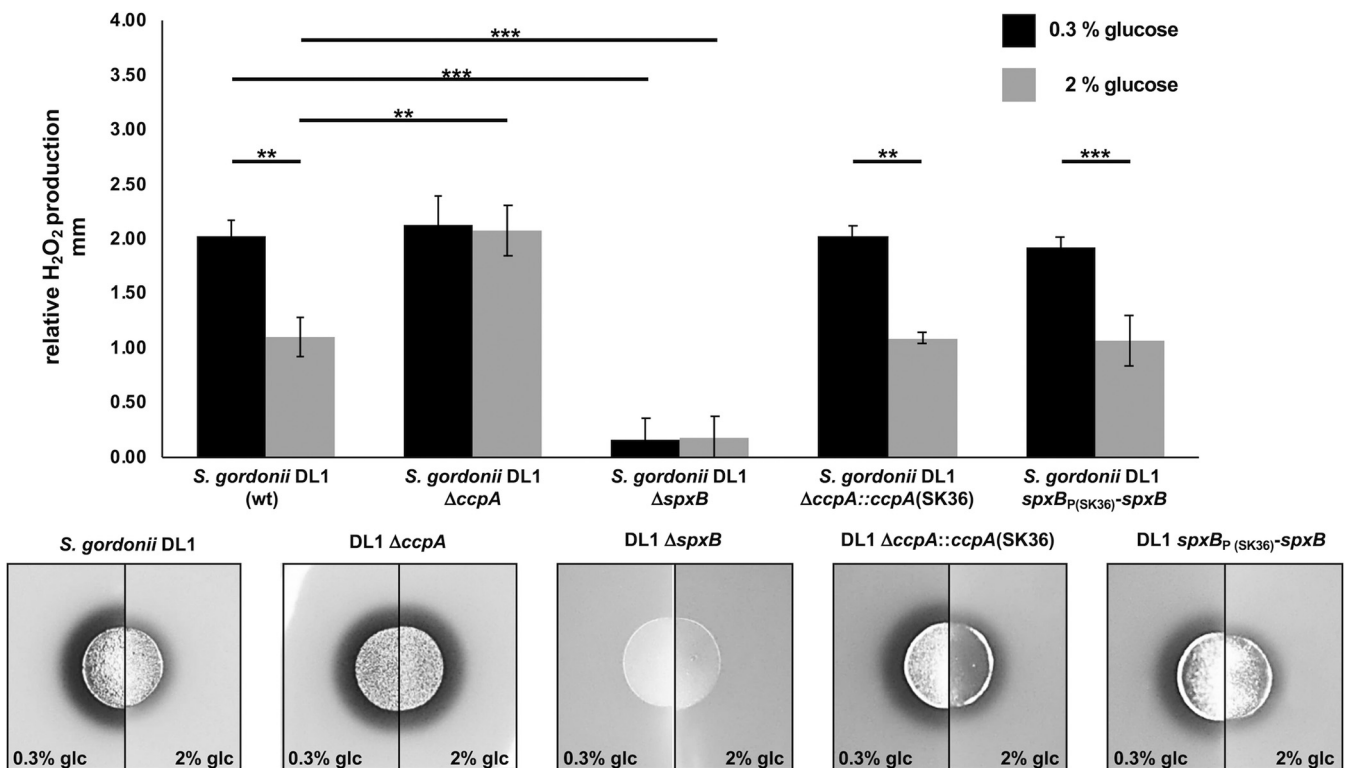 4.00
3.50
3.00
2.50
2.00
1.50
1.00
0.50
0.00
relative H₂O₂ production
mm
0.3 % glucose
2 % glucose
***
***
**
**
**
***
S. gordonii DL1
(wt)
S. gordonii DL1
ΔccpA
S. gordonii DL1
ΔspxB
S. gordonii DL1
ΔccpA::ccpA(SK36)
S. gordonii DL1
spxBP(SK36)-spxB
S. gordonii DL1
DL1 ΔccpA
DL1 ΔspxB
DL1 ΔccpA::ccpA(SK36)
DL1 spxBP (SK36)-spxB
0.3% glc 2% glc
0.3% glc 2% glc
0.3% glc 2% glc
0.3% glc 2% glc
0.3% glc 2% glc